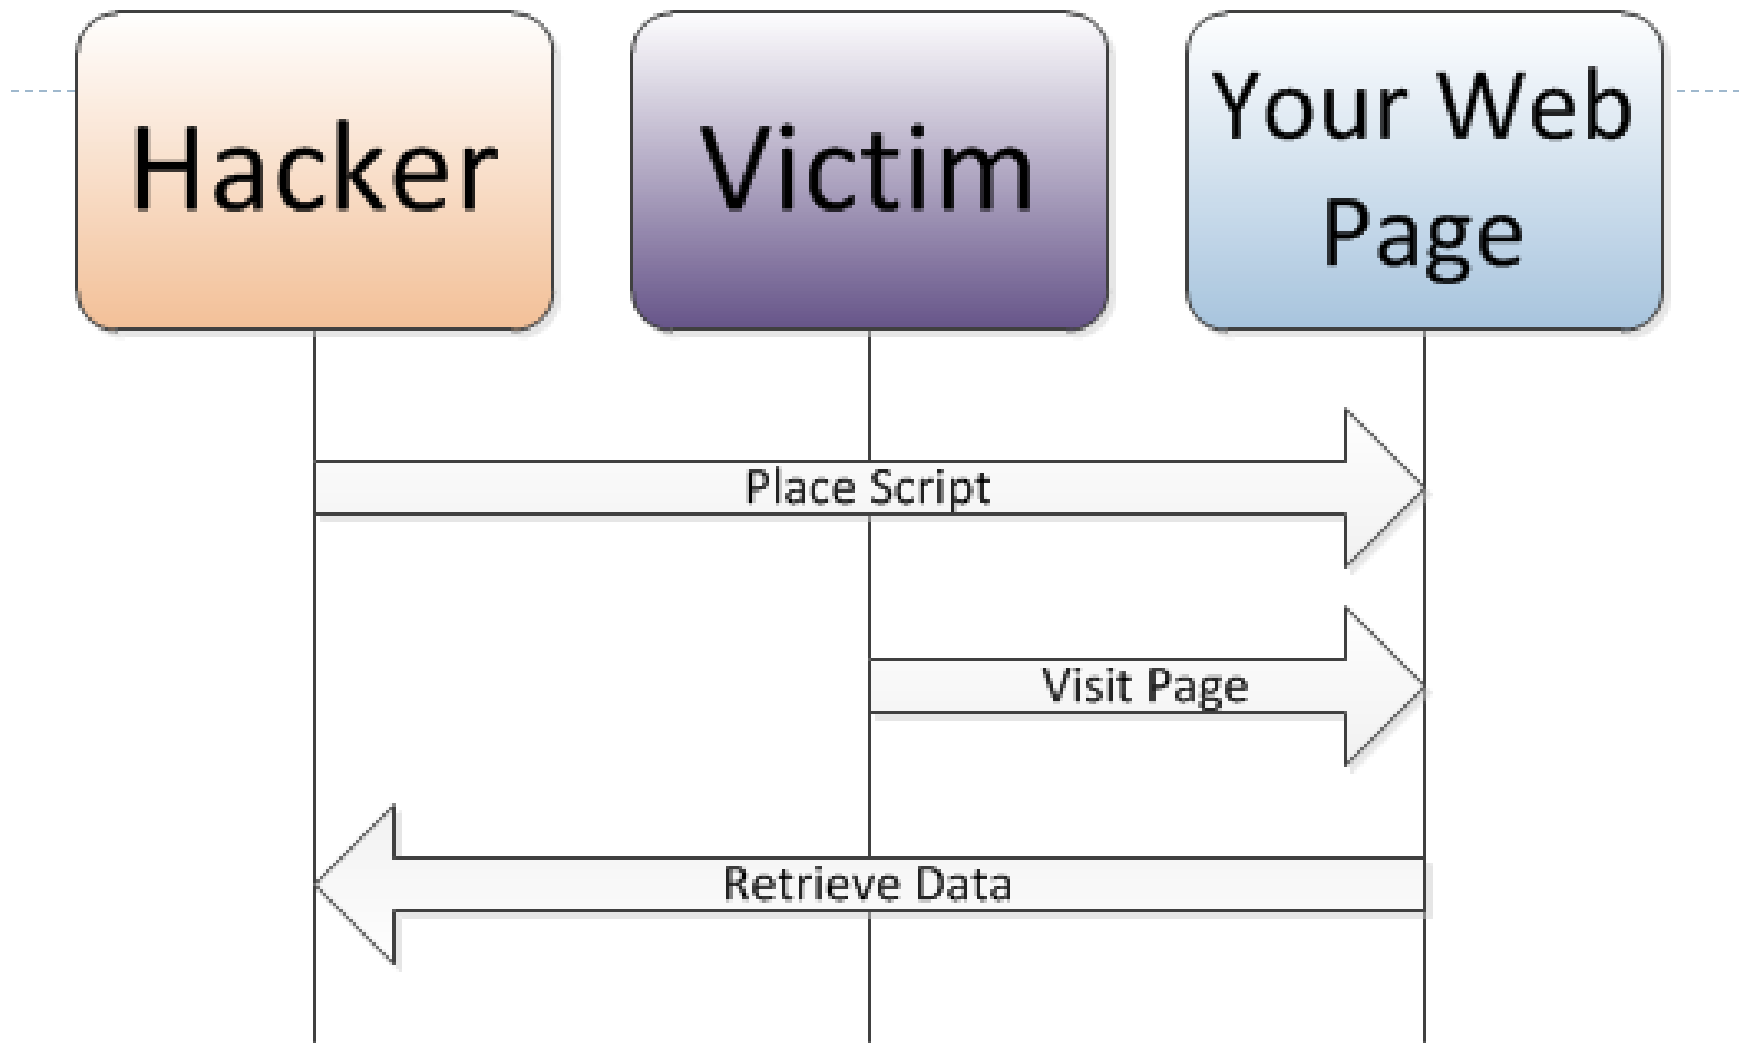 Hacker
Victim
Your Web
Page
Place Script
Visit Page
Retrieve Data